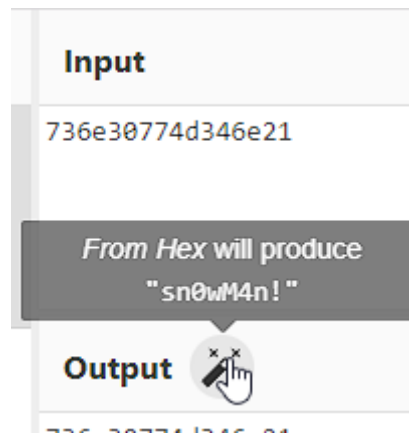 Input
736e30774d346e21
From Hex will produce
"sn0wM4n!"
Output